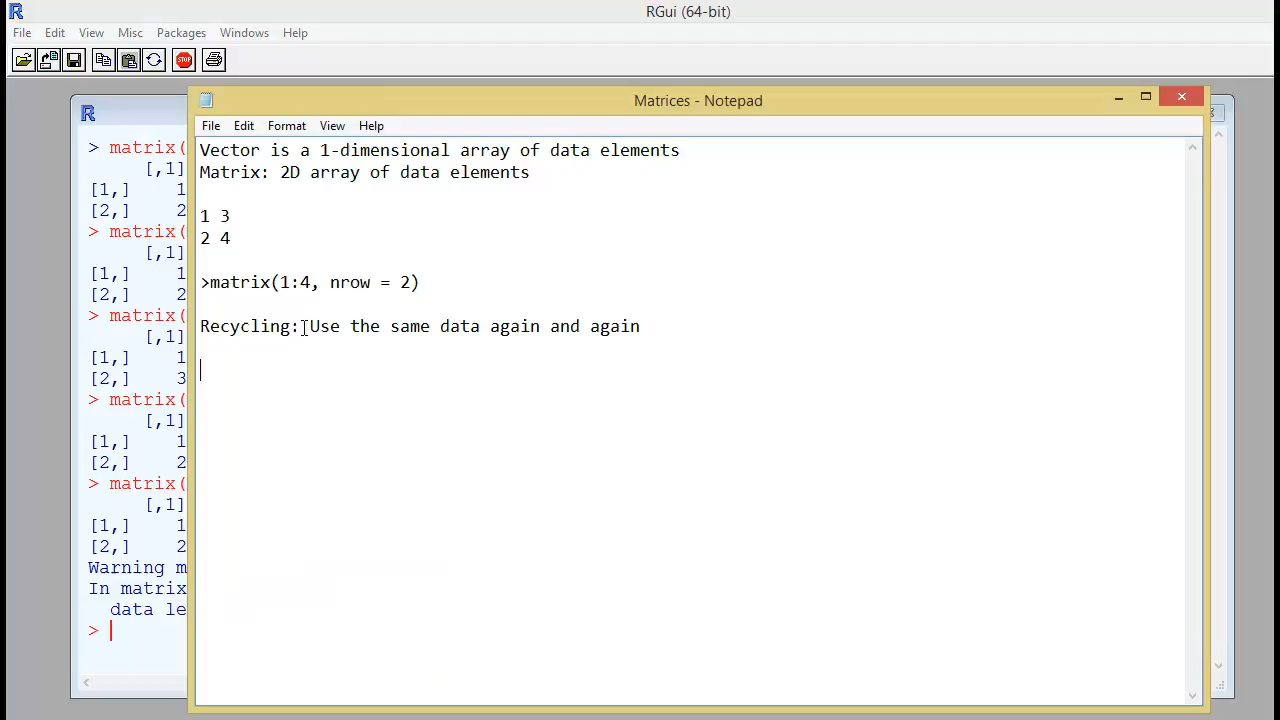 RGui (64-bit)
File Edit View Misc Packages Windows Help
STOP
R
Matrices - Notepad
File Edit Format View Help
Vector is a 1-dimensional array of data elements
Matrix: 2D array of data elements
1 3
2 4
>matrix(1:4, nrow = 2)
Recycling: Use the same data again and again
> matrix(
[,1]
[1,] 1
[2,] 2
> matrix(
[,1]
[1,] 1
[2,] 2
> matrix(
[,1]
[1,] 1
[2,] 3
> matrix(
[,1]
[1,] 1
[2,] 2
> matrix(
[,1]
[1,] 1
[2,] 2
Warning m
In matrix
data le
>